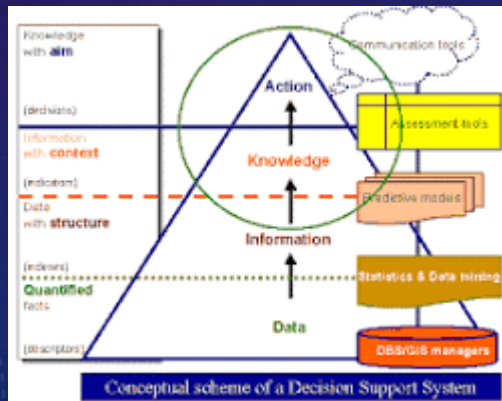 Knowledge
with aim
(decisions)
Information
with context
(indicators)
Data
with structure
(indexes)
Quantified
facts
(descriptors)
Action
Knowledge
Information
Data
Communication tools
Assessment tools
Predictive models
Statistics & Data mining
DBS/GIS managers
Conceptual scheme of a Decision Support System